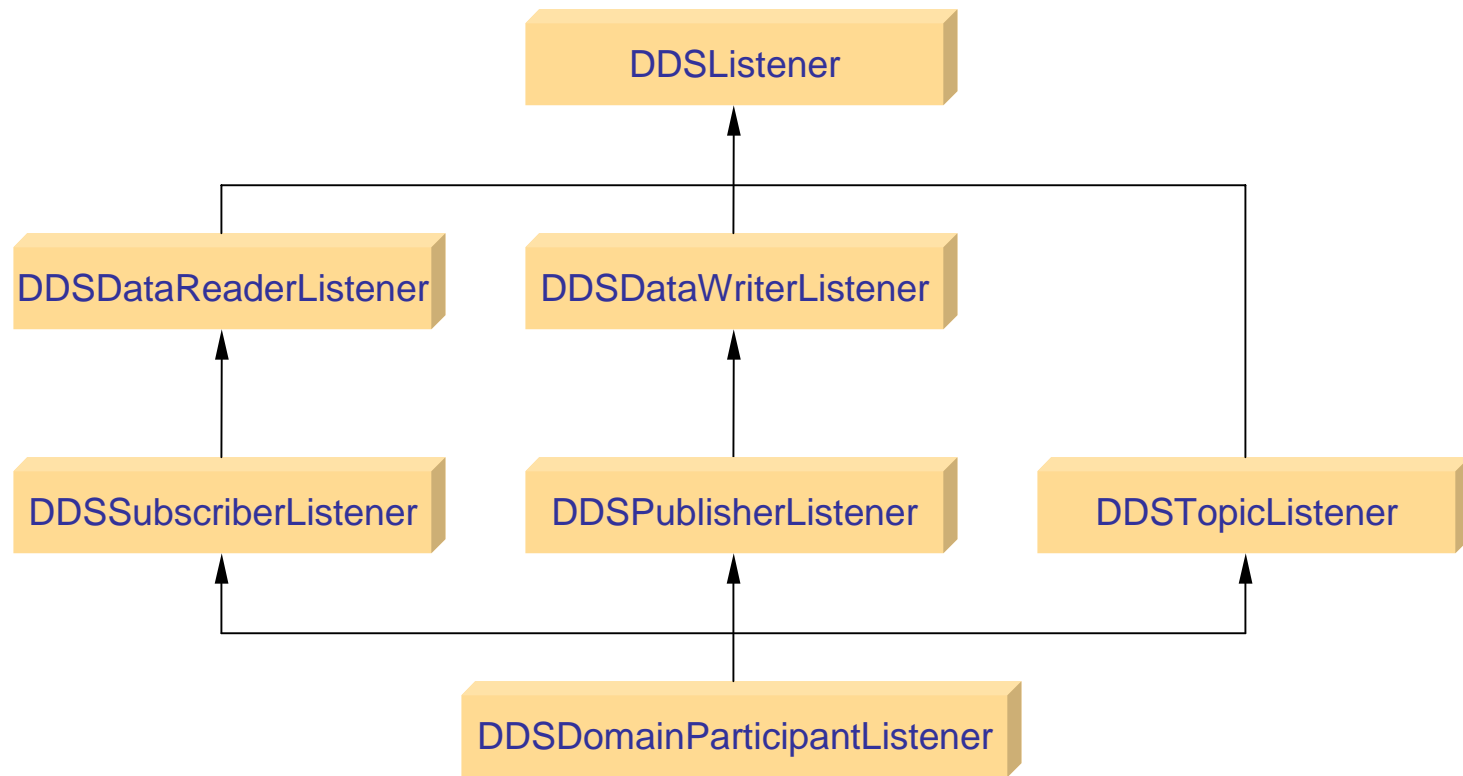 DDSListener
DDSDataReaderListener
DDSDataWriterListener
DDSSubscriberListener
DDSPublisherListener
DDSTopicListener
DDSDomainParticipantListener